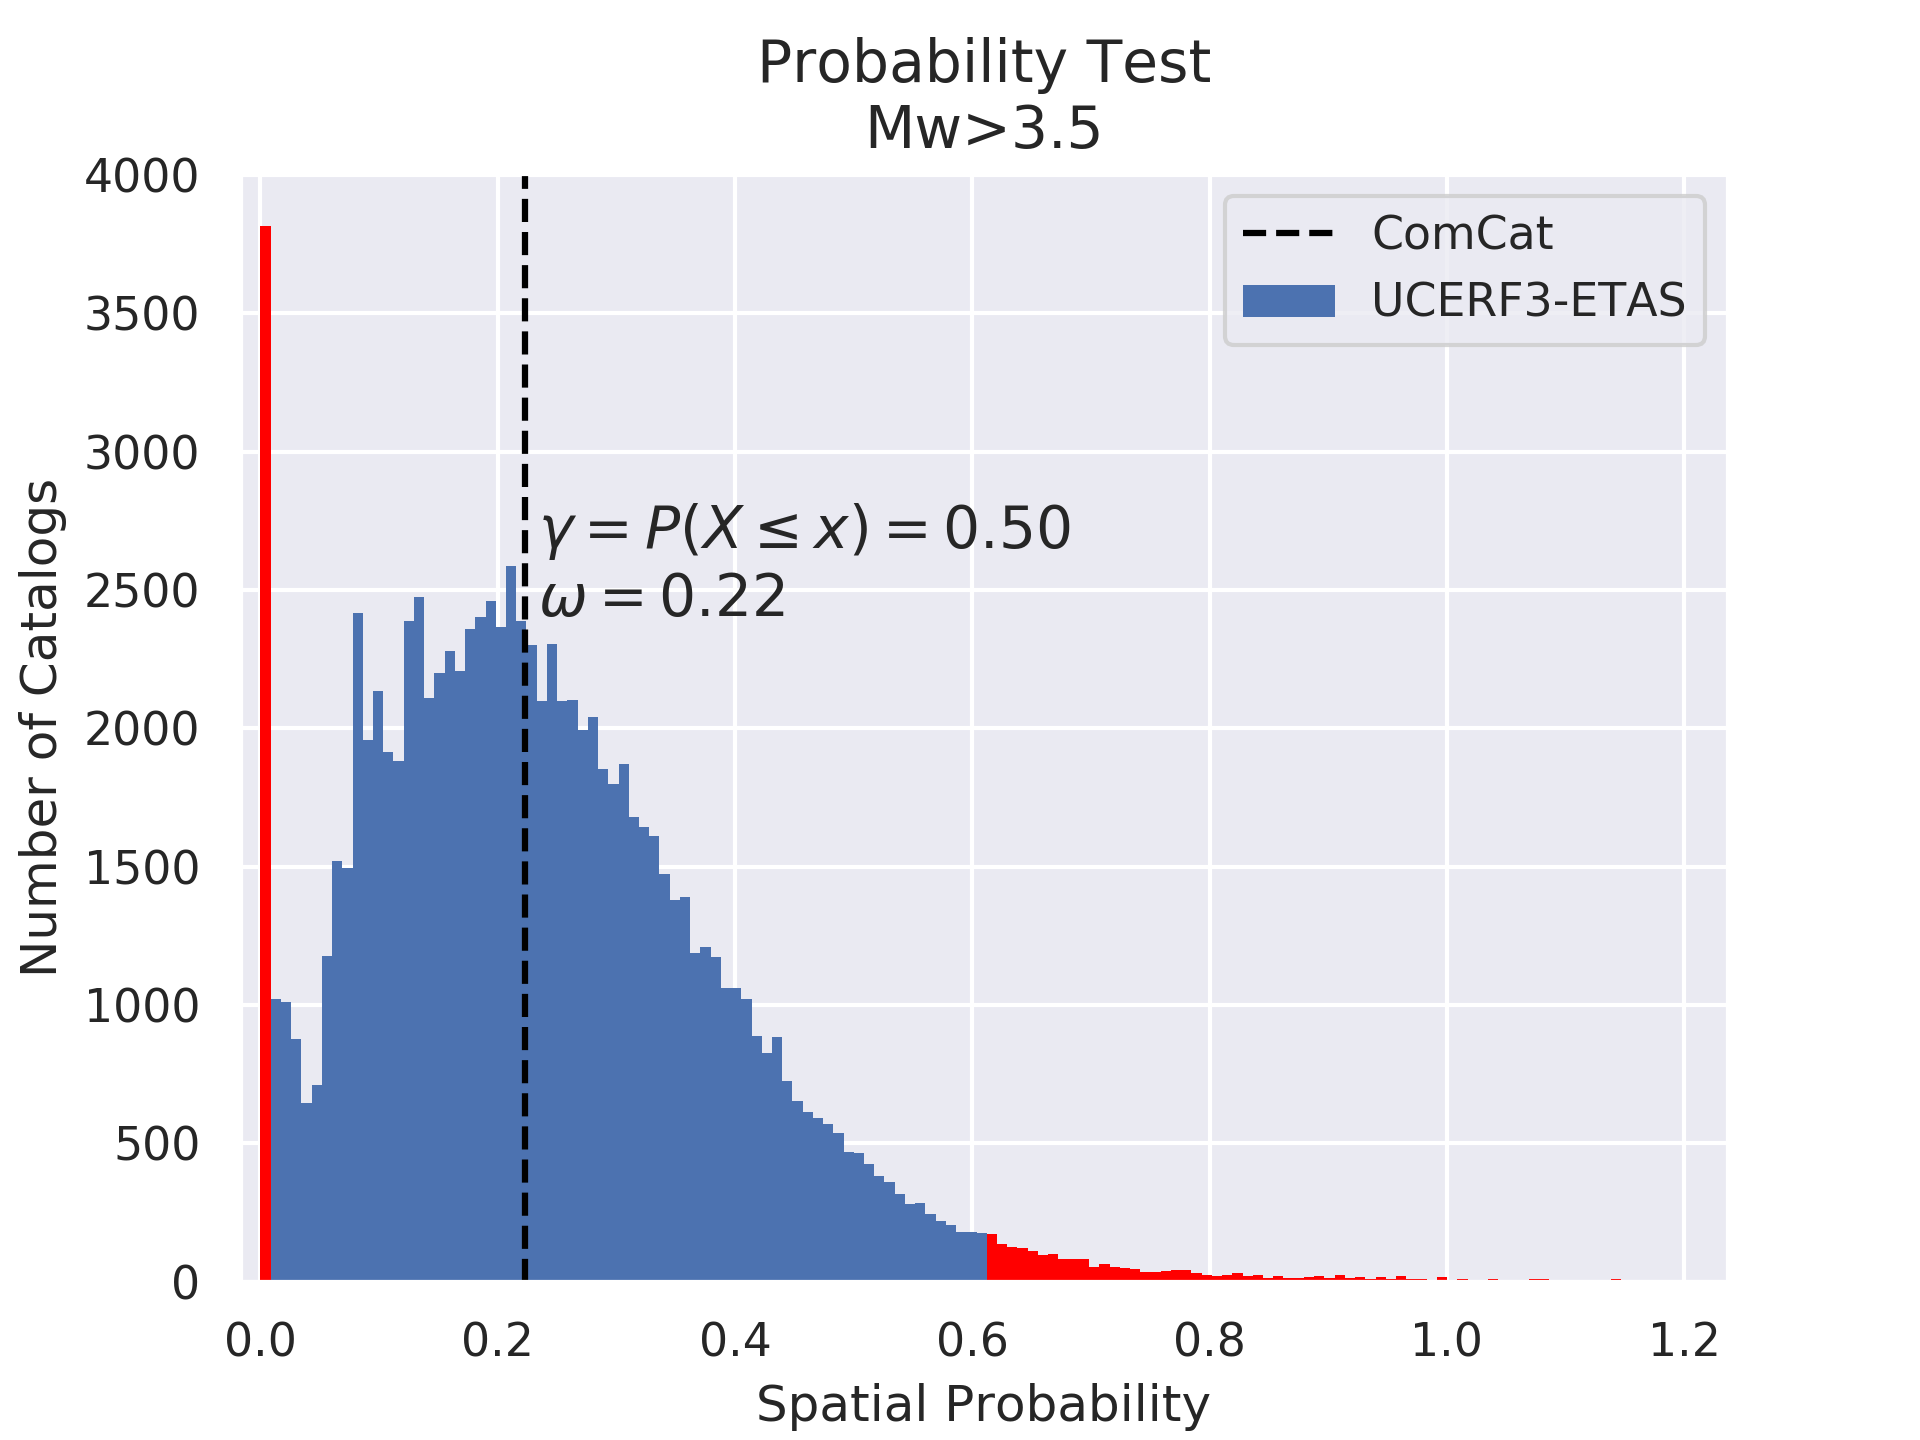 Probability Test
Mw>3.5
4000
3500
3000
2500
2000
1500
1000
500
0
Number of Catalogs
ComCat
UCERF3-ETAS
γ = P(X ≤ x) = 0.50
ω = 0.22
0.0 0.2 0.4 0.6 0.8 1.0 1.2
Spatial Probability